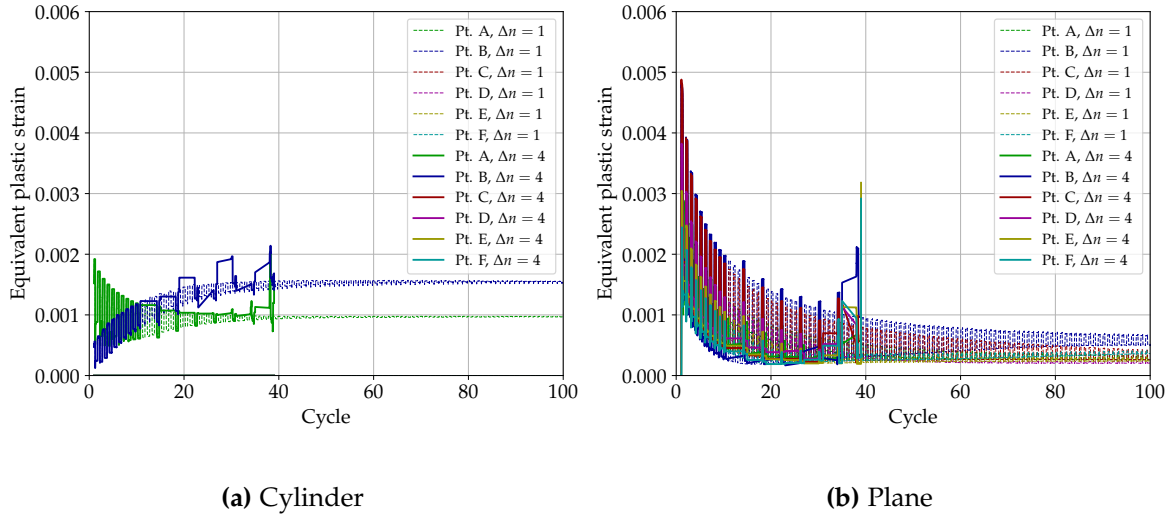 0.006
0.005
0.004
0.003
0.002
0.001
0.000
Equivalent plastic strain
0 20 40 60 80 100
Cycle
Pt. A, Δn = 1
Pt. B, Δn = 1
Pt. C, Δn = 1
Pt. D, Δn = 1
Pt. E, Δn = 1
Pt. F, Δn = 1
Pt. A, Δn = 4
Pt. B, Δn = 4
Pt. C, Δn = 4
Pt. D, Δn = 4
Pt. E, Δn = 4
Pt. F, Δn = 4
(a) Cylinder
0.006
0.005
0.004
0.003
0.002
0.001
0.000
Equivalent plastic strain
0 20 40 60 80 100
Cycle
Pt. A, Δn = 1
Pt. B, Δn = 1
Pt. C, Δn = 1
Pt. D, Δn = 1
Pt. E, Δn = 1
Pt. F, Δn = 1
Pt. A, Δn = 4
Pt. B, Δn = 4
Pt. C, Δn = 4
Pt. D, Δn = 4
Pt. E, Δn = 4
Pt. F, Δn = 4
(b) Plane